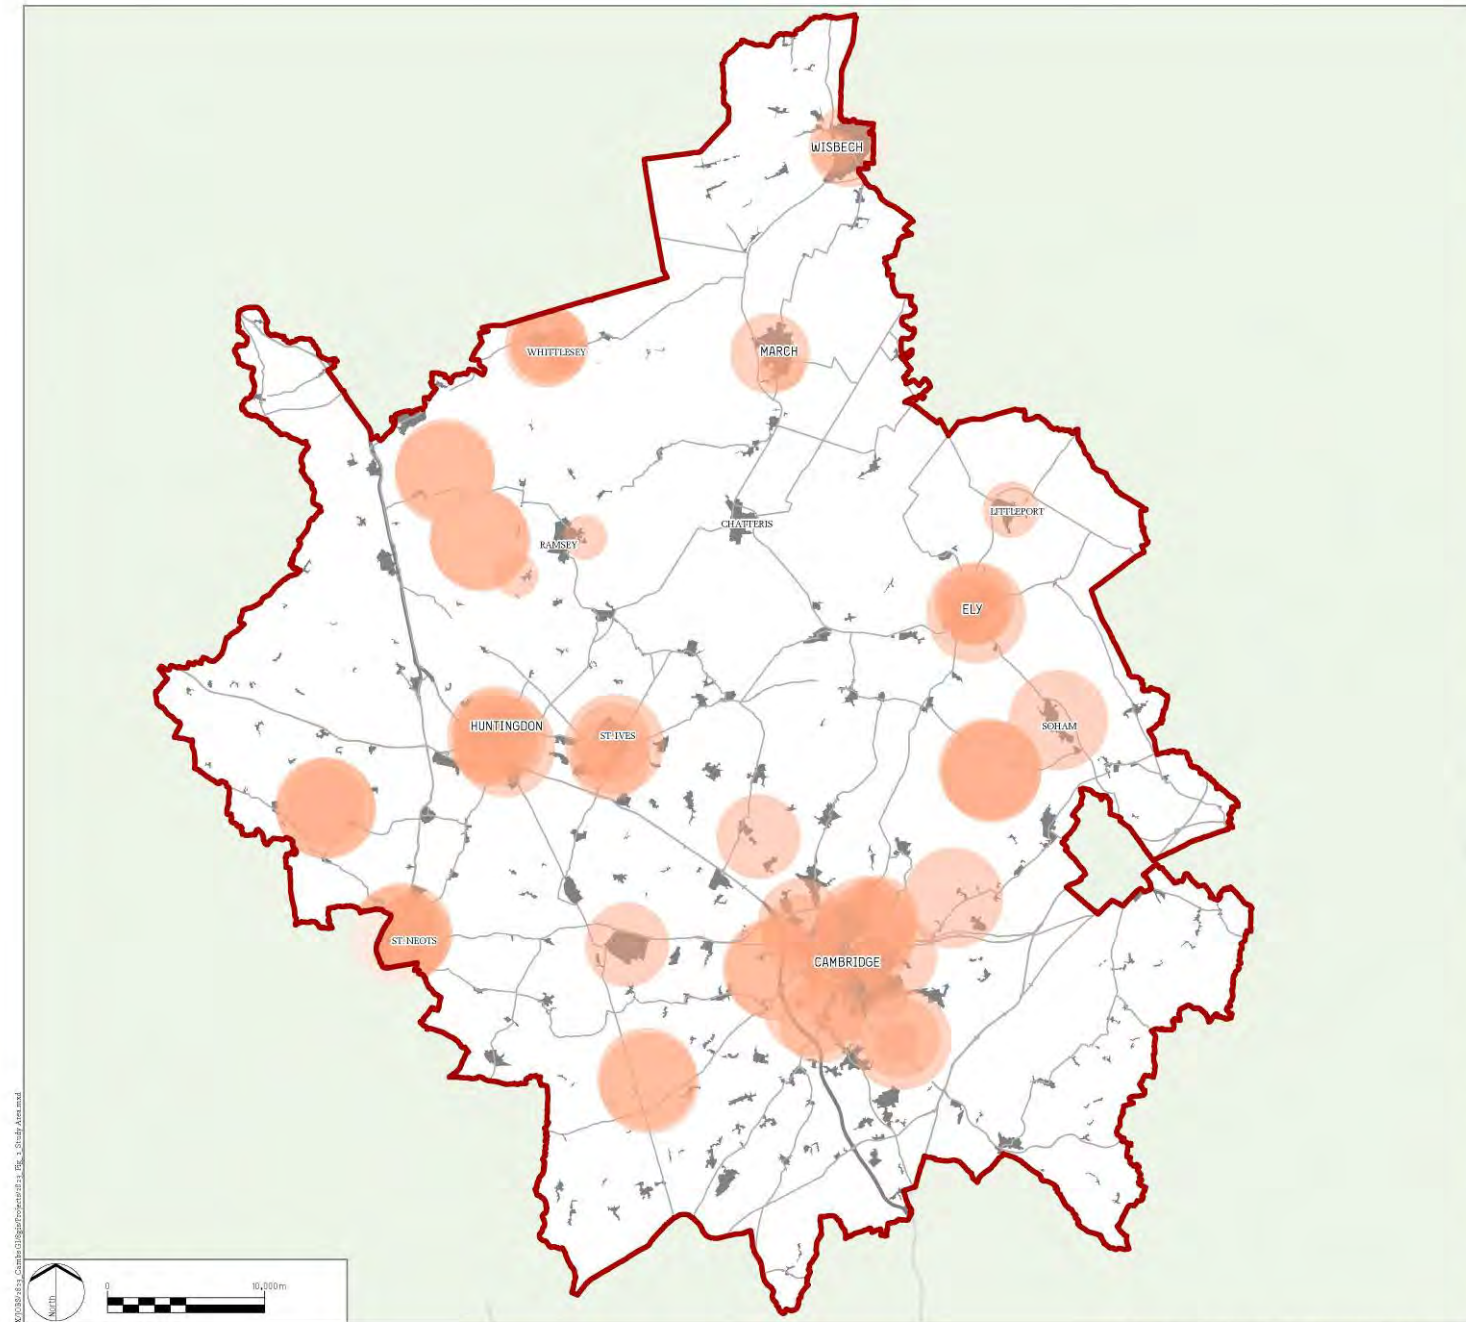 WISBECH
WHITTLESEY
MARCH
LITTLEPORT
CHATTERIS
RAMSEY
ELY
SOHAM
HUNTINGDON
ST IVES
ST NEOTS
CAMBRIDGE
North
0
10,000m